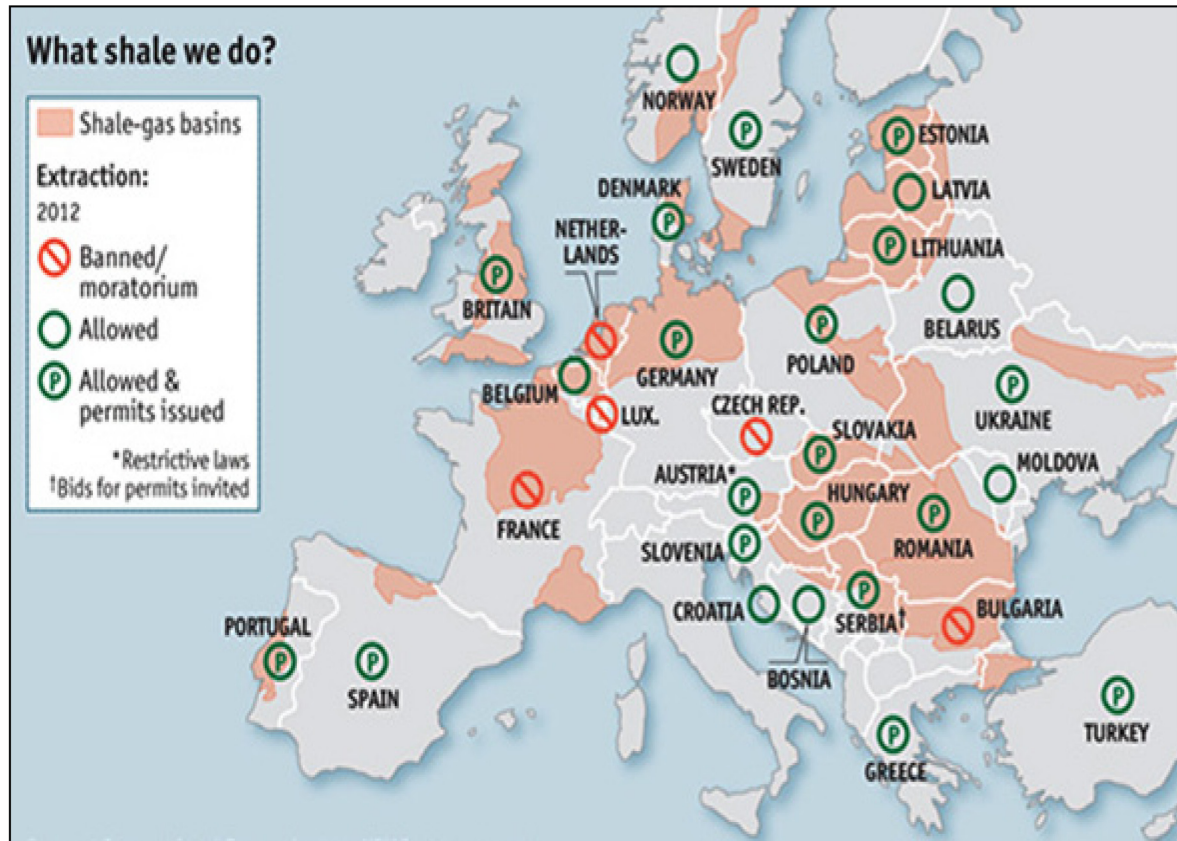 What shale we do?
Shale-gas basins
Extraction:
2012
Banned/
moratorium
Allowed
P Allowed &
permits issued
*Restrictive laws
†Bids for permits invited
NORWAY
P
SWEDEN
P
ESTONIA
LATVIA
DENMARK
P
NETHER-
LANDS
P
LITHUANIA
P
BRITAIN
BELARUS
P
GERMANY
P
POLAND
BELGIUM
LUX.
CZECH REP.
P
UKRAINE
SLOVAKIA
P
AUSTRIA*
P
HUNGARY
P
MOLDOVA
FRANCE
P
ROMANIA
SLOVENIA
P
CROATIA
P
SERBIA†
BULGARIA
BOSNIA
PORTUGAL
P
P
SPAIN
P
TURKEY
P
GREECE